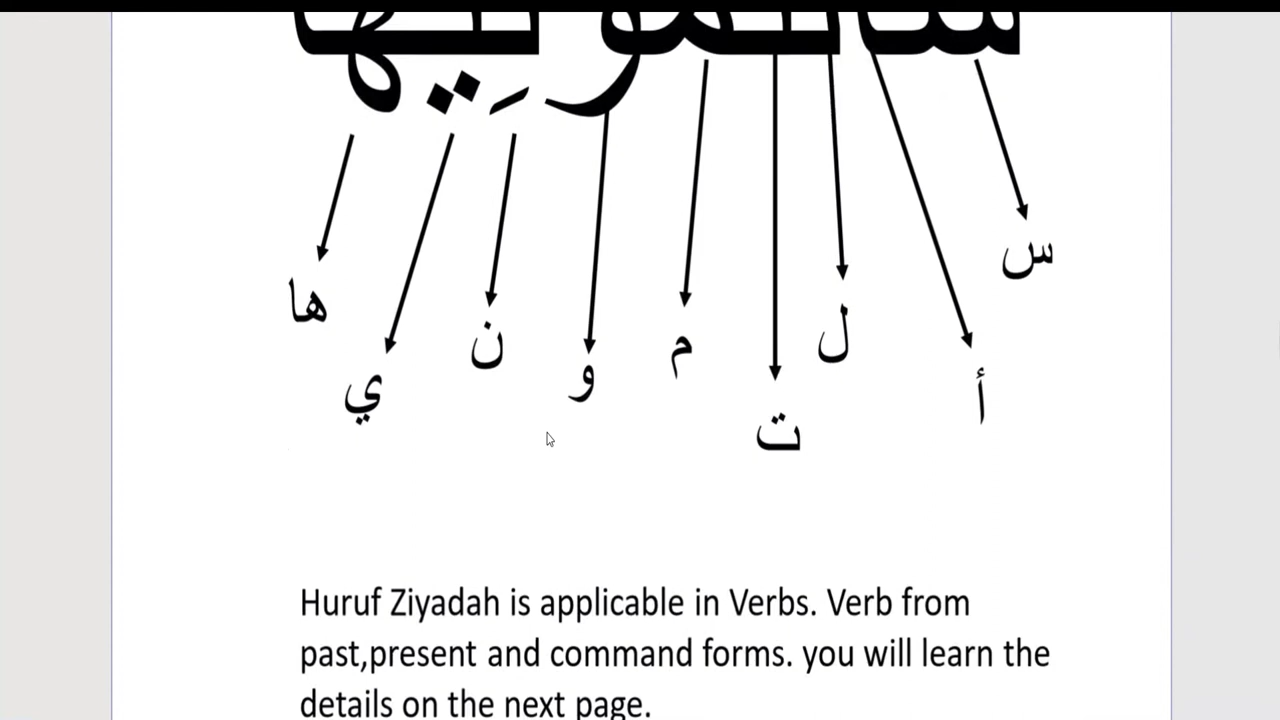 س
ها
ل
ن
م
و
ي
أ
ت
Huruf Ziyadah is applicable in Verbs. Verb from
past,present and command forms. you will learn the
details on the next page.